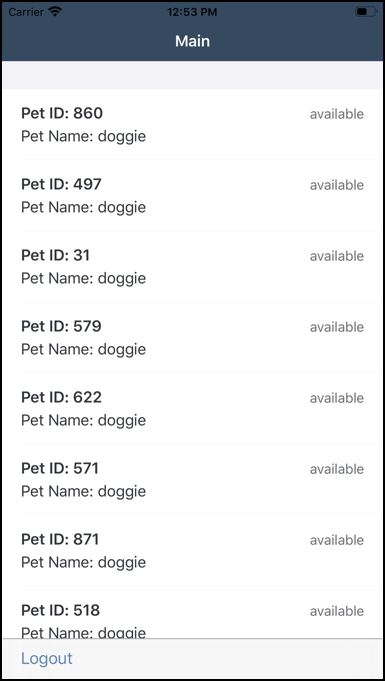 Carrier 12:53 PM
Main
Pet ID: 860 available
Pet Name: doggie
Pet ID: 497 available
Pet Name: doggie
Pet ID: 31 available
Pet Name: doggie
Pet ID: 579 available
Pet Name: doggie
Pet ID: 622 available
Pet Name: doggie
Pet ID: 571 available
Pet Name: doggie
Pet ID: 871 available
Pet Name: doggie
Pet ID: 518 available
Pet Name: doggie
Logout